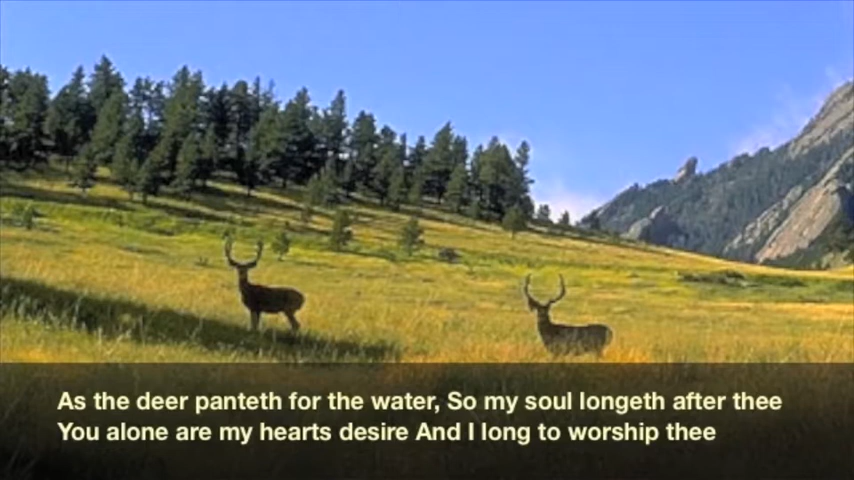 As the deer panteth for the water, So my soul longeth after thee
You alone are my hearts desire And I long to worship thee